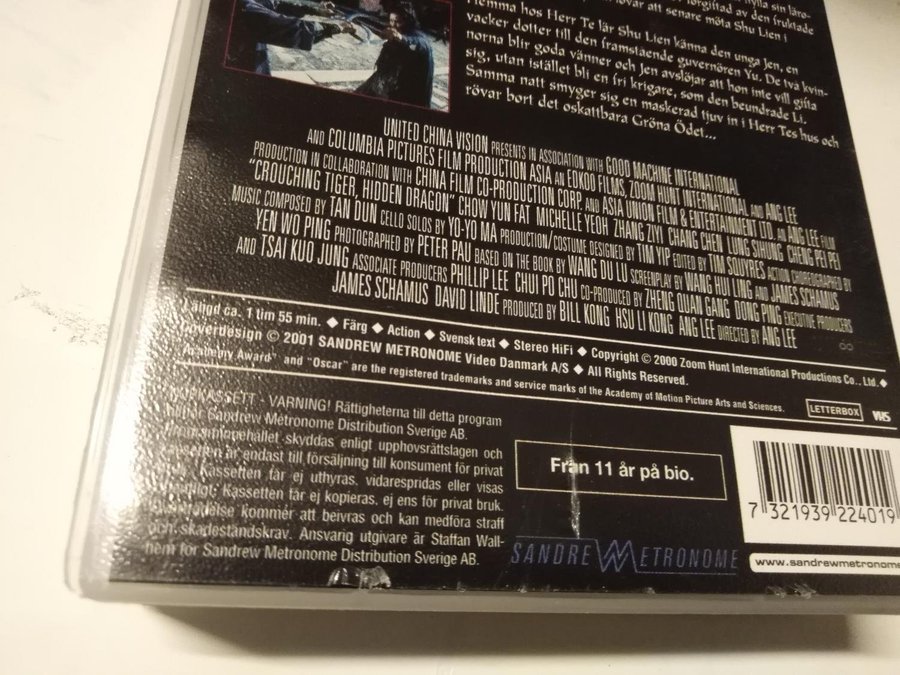 förgiftad av den fruktade
rövar att senare möta Shu Lien i
Hemma hos Herr Te lär Shu Lien känna den unga Jen, en
vacker dotter till den framstående guvernören Yu. De två kvin-
norna blir goda vänner och Jen avslöjar att hon inte vill gifta
sig, utan istället bli en fri krigare, som den beundrade Li.
Samma natt smyger sig en maskerad tjuv in i Herr Tes hus och
rövar bort det oskattbara Gröna Ödet...
UNITED CHINA VISION PRESENTS IN ASSOCIATION WITH GOOD MACHINE INTERNATIONAL
AND COLUMBIA PICTURES FILM PRODUCTION ASIA AN EDKO FILMS, ZOOM HUNT INTERNATIONAL AND ANG LEE
PRODUCTION IN COLLABORATION WITH CHINA FILM CO-PRODUCTION CORP. AND ASIA UNION FILM & ENTERTAINMENT LTD. AN ANG LEE FILM
"CROUCHING TIGER, HIDDEN DRAGON" CHOW YUN FAT MICHELLE YEOH ZHANG ZIYI CHANG CHEN LUNG SIHUNG CHENG PEI PEI
MUSIC COMPOSED BY TAN DUN CELLO SOLOS BY YO-YO MA PRODUCTION/COSTUME DESIGNED BY TIM YIP EDITED BY TIM SQUYRES ACTION CHOREOGRAPHED BY
YEN WO PING PHOTOGRAPHED BY PETER PAU BASED ON THE BOOK BY WANG DU LU SCREENPLAY BY WANG HUI LING AND JAMES SCHAMUS
AND TSAI KUO JUNG ASSOCIATE PRODUCERS PHILLIP LEE CHUI PO CHU CO-PRODUCED BY ZHENG QUAN GANG DONG PING EXECUTIVE PRODUCERS
JAMES SCHAMUS DAVID LINDE PRODUCED BY BILL KONG HSU LI KONG ANG LEE DIRECTED BY ANG LEE
Längd ca. 1 tim 55 min. ◆ Färg ◆ Action ◆ Svensk text ◆ Stereo HiFi ◆ Copyright © 2000 Zoom Hunt International Productions Co., Ltd. ◆
Coverdesign © 2001 SANDREW METRONOME Video Danmark A/S ◆ All Rights Reserved.
"Academy Award" and "Oscar" are the registered trademarks and service marks of the Academy of Motion Picture Arts and Sciences.
LETTERBOX VHS
KÖPKASSETT - VARNING! Rättigheterna till detta program
tillhör Sandrew Metronome Distribution Sverige AB.
Programinnehållet skyddas enligt upphovsrättslagen och
kassetten är endast till försäljning till konsument för privat
Kassetten får ej uthyras, vidarespridas eller visas
offentligt. Kassetten får ej kopieras, ej ens för privat bruk.
kommer att beivras och kan medföra straff
och skadeståndskrav. Ansvarig utgivare är Staffan Wall-
hem för Sandrew Metronome Distribution Sverige AB.
Från 11 år på bio.
SANDREW METRONOME
7 321939 224019
www.sandrewmetronome